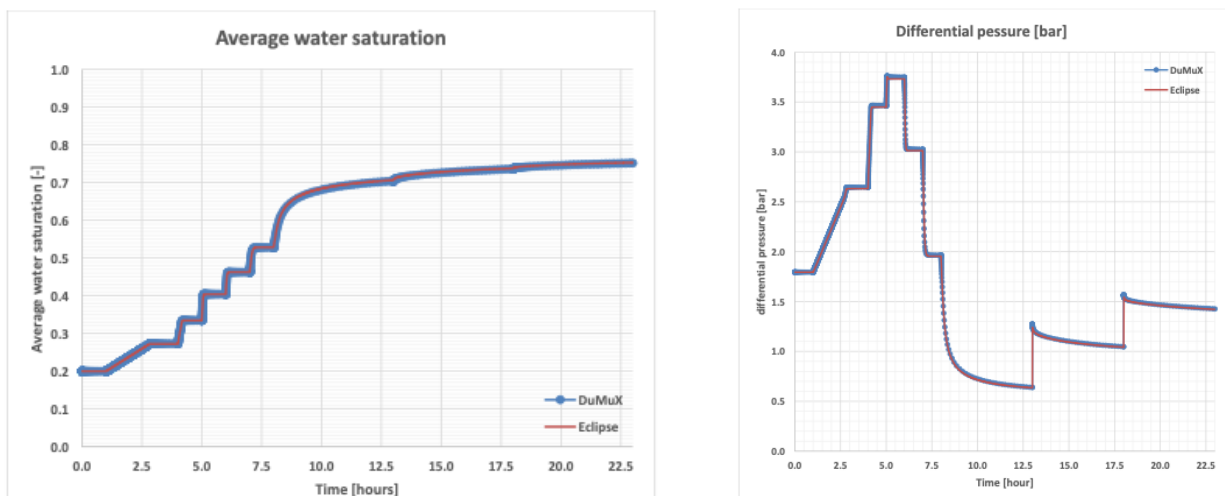 Average water saturation
Average water saturation [-]
1.0
0.9
0.8
0.7
0.6
0.5
0.4
0.3
0.2
0.1
0.0
DuMuX
Eclipse
0.0 2.5 5.0 7.5 10.0 12.5 15.0 17.5 20.0 22.5
Time [hours]
Differential pessure [bar]
differential pressure [bar]
4.0
3.5
3.0
2.5
2.0
1.5
1.0
0.5
0.0
DuMuX
Eclipse
0.0 2.5 5.0 7.5 10.0 12.5 15.0 17.5 20.0 22.5
Time [hour]